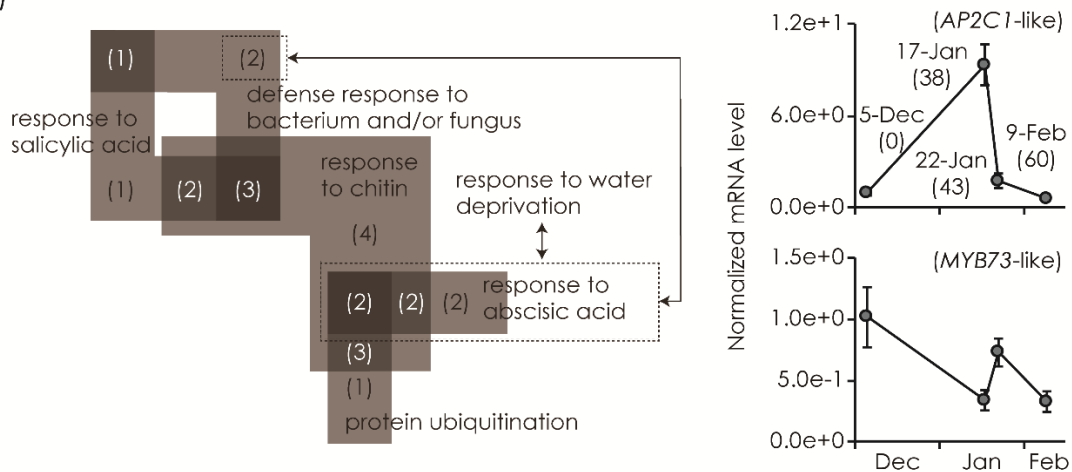 (1)
(2)
response to
salicylic acid
defense response to
bacterium and/or fungus
(1)
(2)
(3)
response
to chitin
(4)
response to water
deprivation
(2)
(2)
(2)
response to
abscisic acid
(3)
(1)
protein ubiquitination
Normalized mRNA level
1.2e+1
6.0e+0
0.0e+0
(AP2C1-like)
17-Jan
(38)
5-Dec
(0)
22-Jan
(43)
9-Feb
(60)
1.5e+0
1.0e+0
5.0e-1
0.0e+0
(MYB73-like)
Dec
Jan
Feb